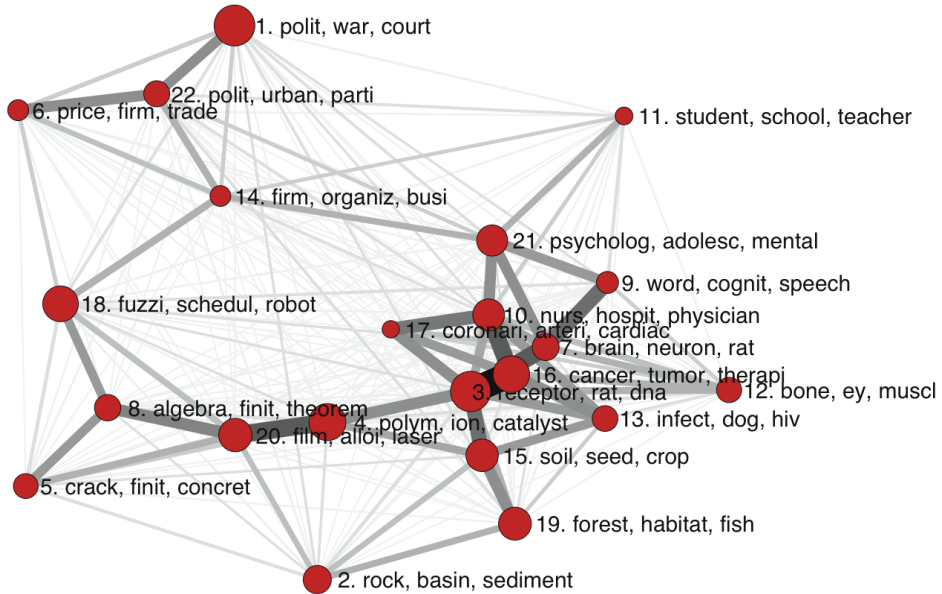 1. polit, war, court
22. polit, urban, parti
6. price, firm, trade
11. student, school, teacher
14. firm, organiz, busi
21. psycholog, adolesc, mental
9. word, cognit, speech
18. fuzzi, schedul, robot
10. nurs, hospit, physician
17. coronari, arteri, cardiac
7. brain, neuron, rat
16. cancer, tumor, therapi
3. receptor, rat, dna
12. bone, ey, muscl
8. algebra, finit, theorem
13. infect, dog, hiv
4. polym, ion, catalyst
20. film, alloi, laser
15. soil, seed, crop
5. crack, finit, concret
19. forest, habitat, fish
2. rock, basin, sediment